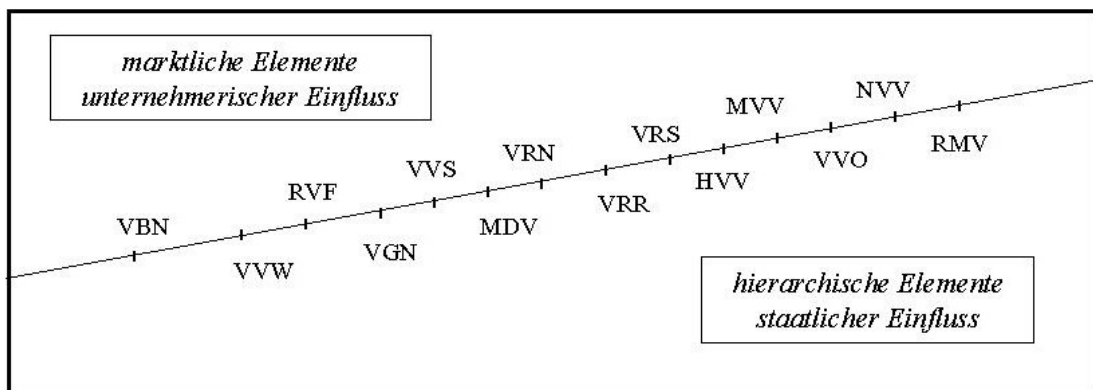 marktliche Elemente
unternehmerischer Einfluss
VBN
VVW
RVF
VGN
VVS
MDV
VRN
VRR
VRS
HVV
MVV
VVO
NVV
RMV
hierarchische Elemente
staatlicher Einfluss